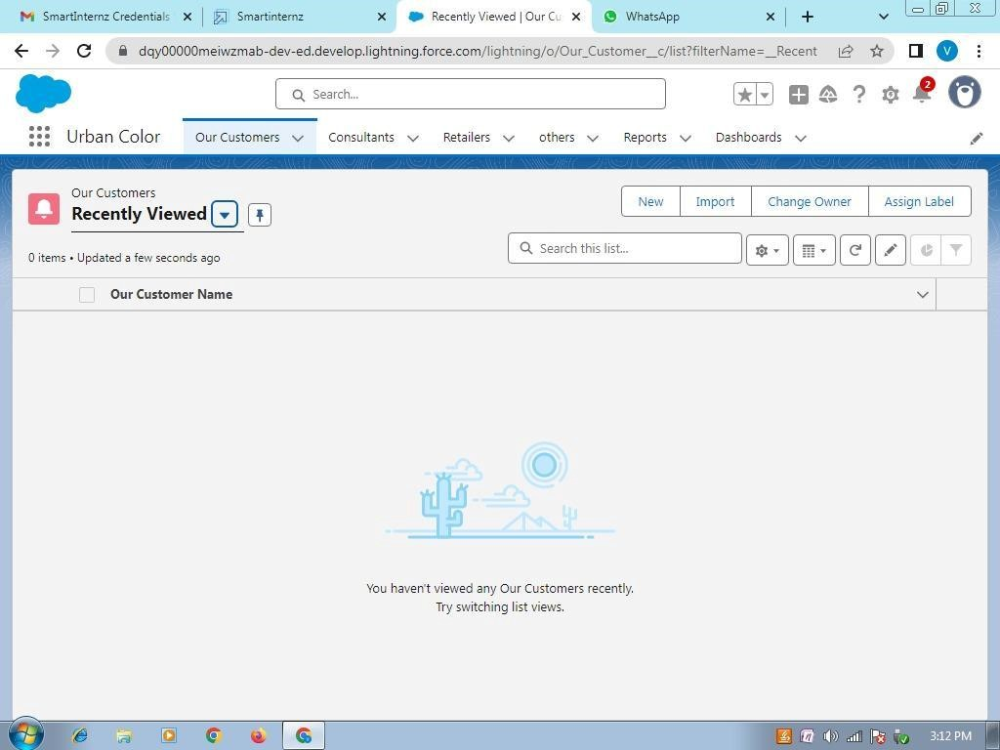 SmartInternz Credentials
Smartinternz
Recently Viewed | Our Cu
WhatsApp
dqy00000meiwzmab-dev-ed.develop.lightning.force.com/lightning/o/Our_Customer__c/list?filterName=__Recent
V
Search...
2
Urban Color
Our Customers
Consultants
Retailers
others
Reports
Dashboards
Our Customers
Recently Viewed
New
Import
Change Owner
Assign Label
0 items • Updated a few seconds ago
Search this list...
Our Customer Name
You haven't viewed any Our Customers recently.
Try switching list views.
3:12 PM